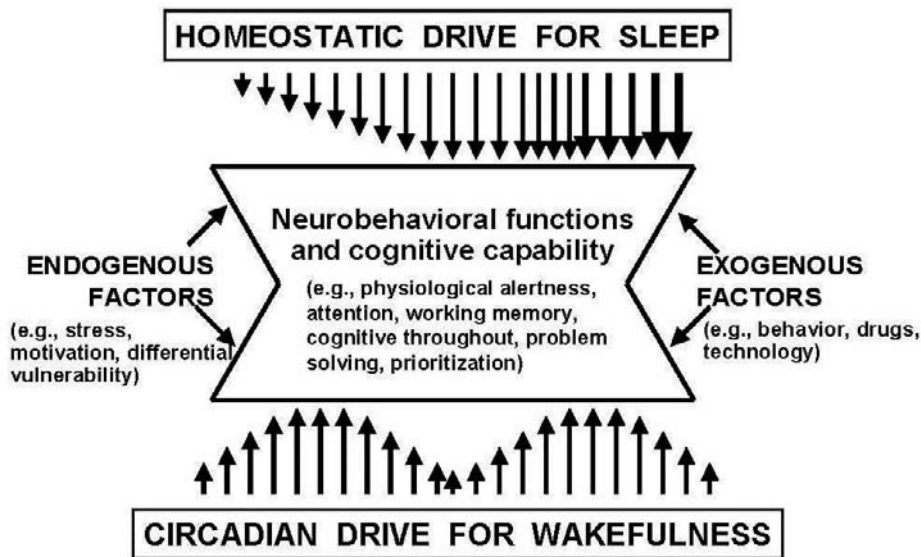 HOMEOSTATIC DRIVE FOR SLEEP
Neurobehavioral functions
and cognitive capability
(e.g., physiological alertness,
attention, working memory,
cognitive throughout, problem
solving, prioritization)
ENDOGENOUS
FACTORS
(e.g., stress,
motivation, differential
vulnerability)
EXOGENOUS
FACTORS
(e.g., behavior, drugs,
technology)
CIRCADIAN DRIVE FOR WAKEFULNESS